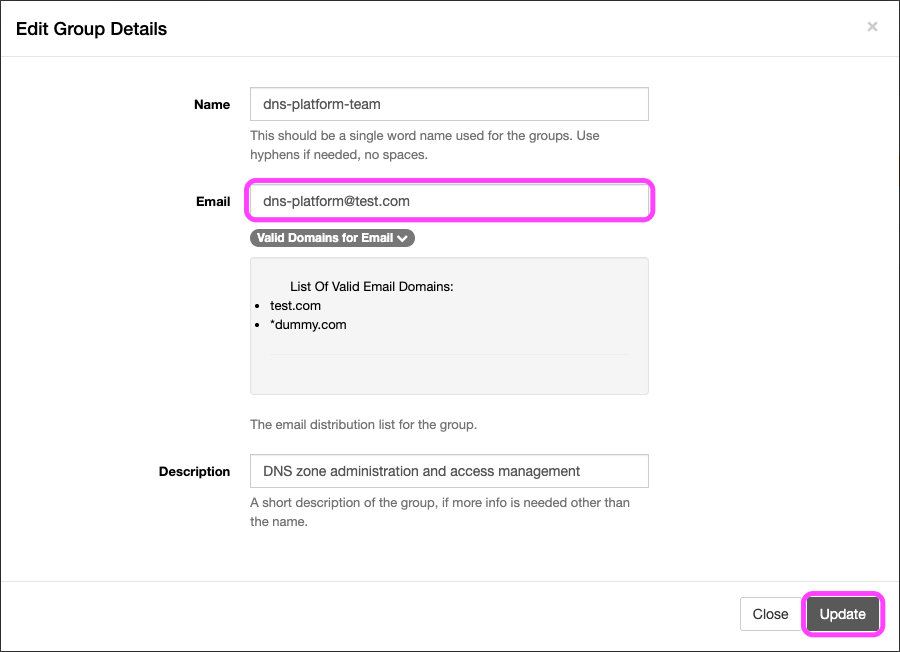 Edit Group Details
×
Name
dns-platform-team
This should be a single word name used for the groups. Use
hyphens if needed, no spaces.
Email
dns-platform@test.com
Valid Domains for Email
List Of Valid Email Domains:
• test.com
• *dummy.com
The email distribution list for the group.
Description
DNS zone administration and access management
A short description of the group, if more info is needed other than
the name.
Close
Update